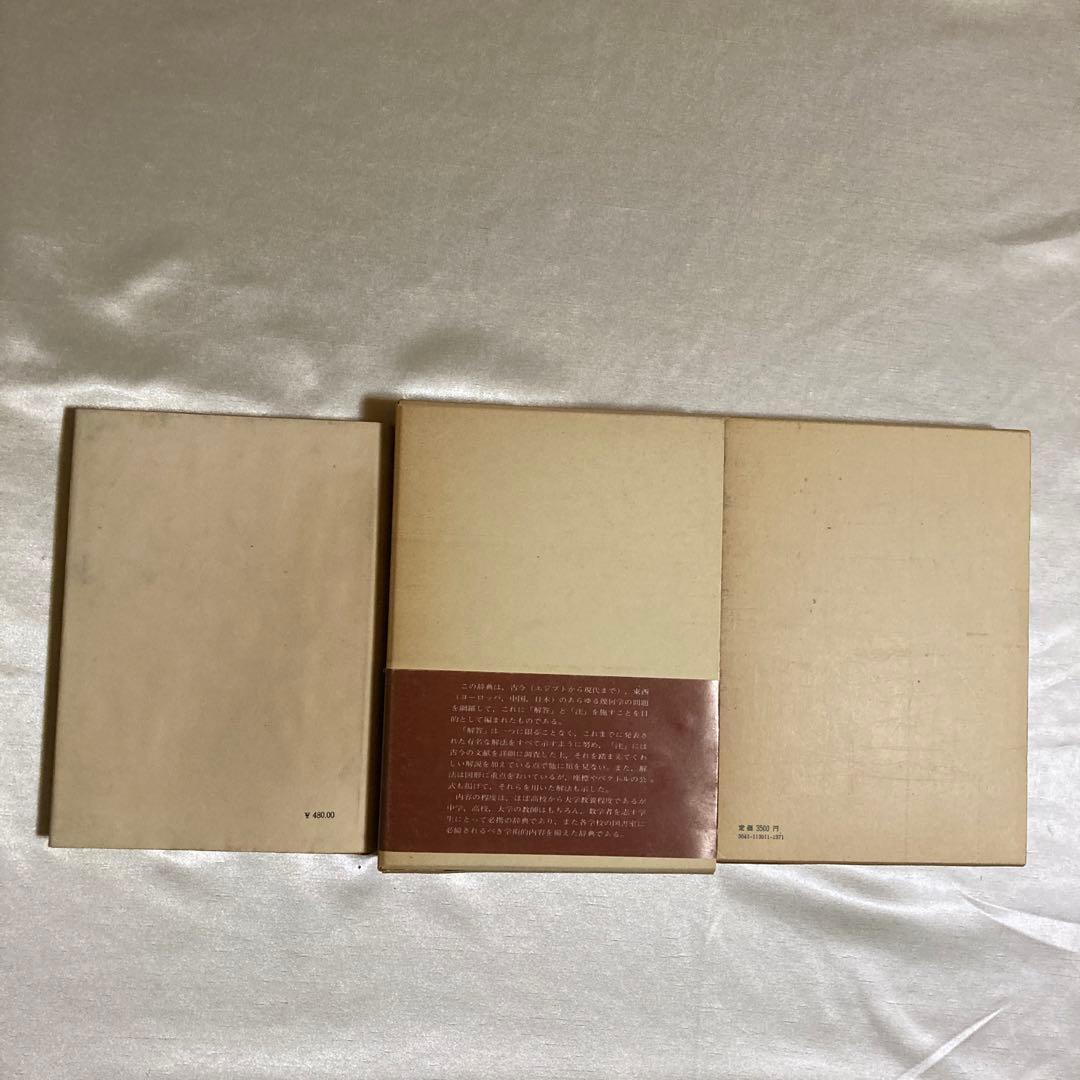 ¥ 480.00
この辞典は，古今（エジプトから現代まで），東西
（ヨーロッパ，中国，日本）のあらゆる幾何学の問題
を網羅して，これに「解答」と「注」を施すことを目
的として編まれたものである。
「解答」は一つに限ることなく，これまでに発表さ
れた有名な解法をすべて示すように努め，「注」には
古今の文献を詳細に調査した上，それを踏まえてくわ
しい解説を加えている点で他に類を見ない。また，解
法は図形に重点をおいているが，座標やベクトルの公
式も掲げて，それらを用いた解法も示した。
内容の程度は，ほぼ高校から大学教養程度であるが
中学，高校，大学の教師はもちろん，数学者を志す学
生にとって必携の辞典であり，また各学校の図書室に
必備されるべき学術的内容を備えた辞典である。
定価 3500 円
3541-113011-1371